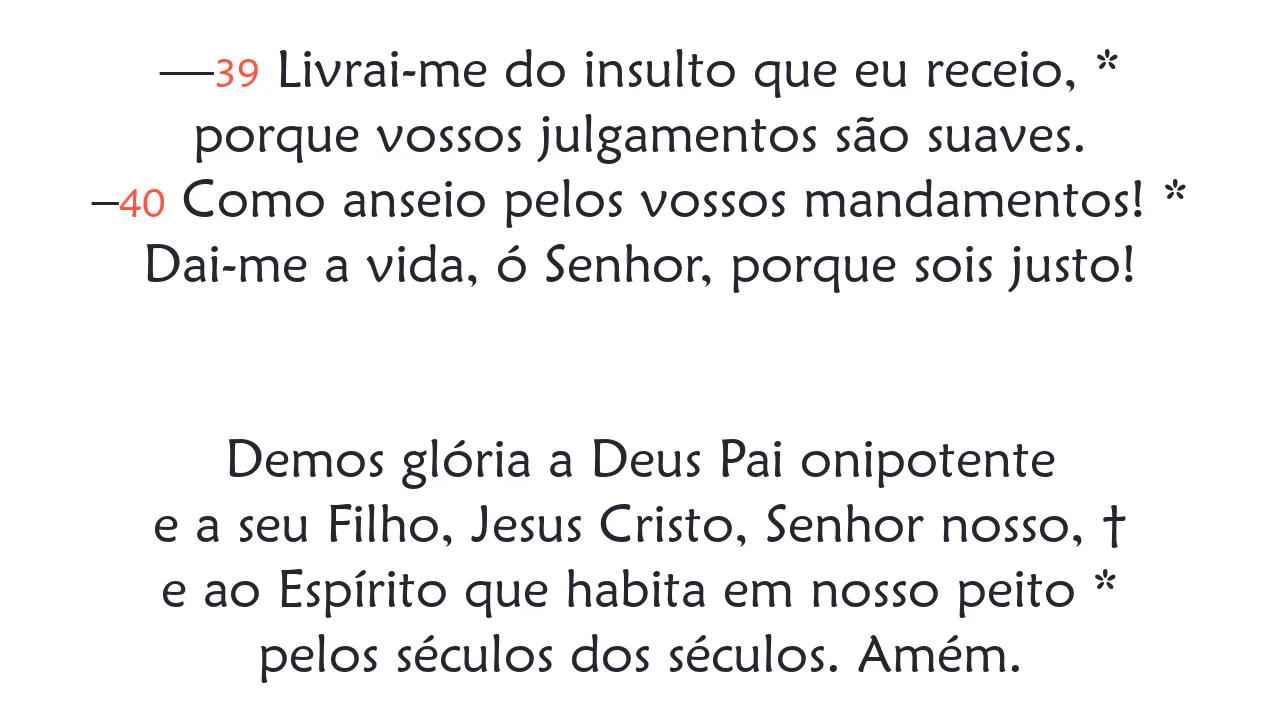 —39 Livrai-me do insulto que eu receio, *
porque vossos julgamentos são suaves.
–40 Como anseio pelos vossos mandamentos! *
Dai-me a vida, ó Senhor, porque sois justo!
Demos glória a Deus Pai onipotente
e a seu Filho, Jesus Cristo, Senhor nosso, †
e ao Espírito que habita em nosso peito *
pelos séculos dos séculos. Amém.